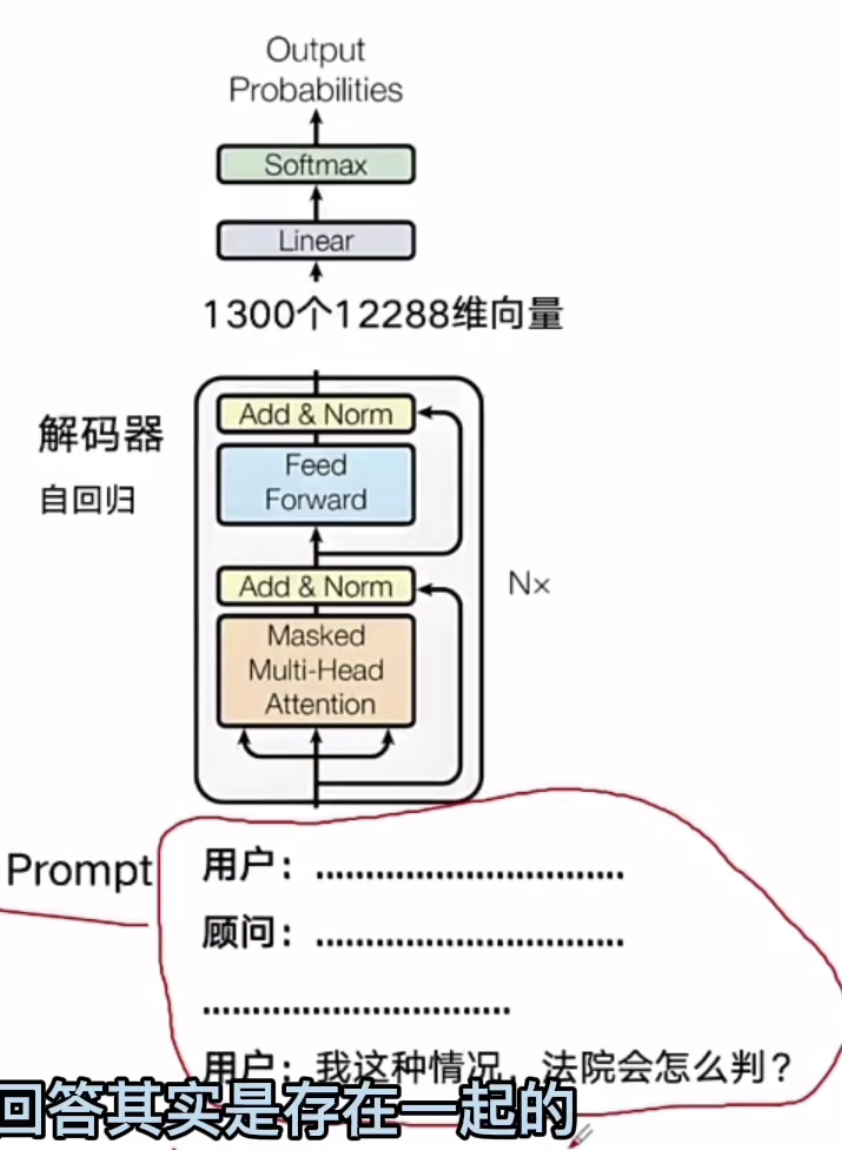 Output
Probabilities
Softmax
Linear
1300个12288维向量
解码器
自回归
Add & Norm
Feed
Forward
Add & Norm
Nx
Masked
Multi-Head
Attention
Prompt
用户：...............................
顾问：...............................
...............................
用户：我这种情况，法院会怎么判？
回答其实是存在一起的